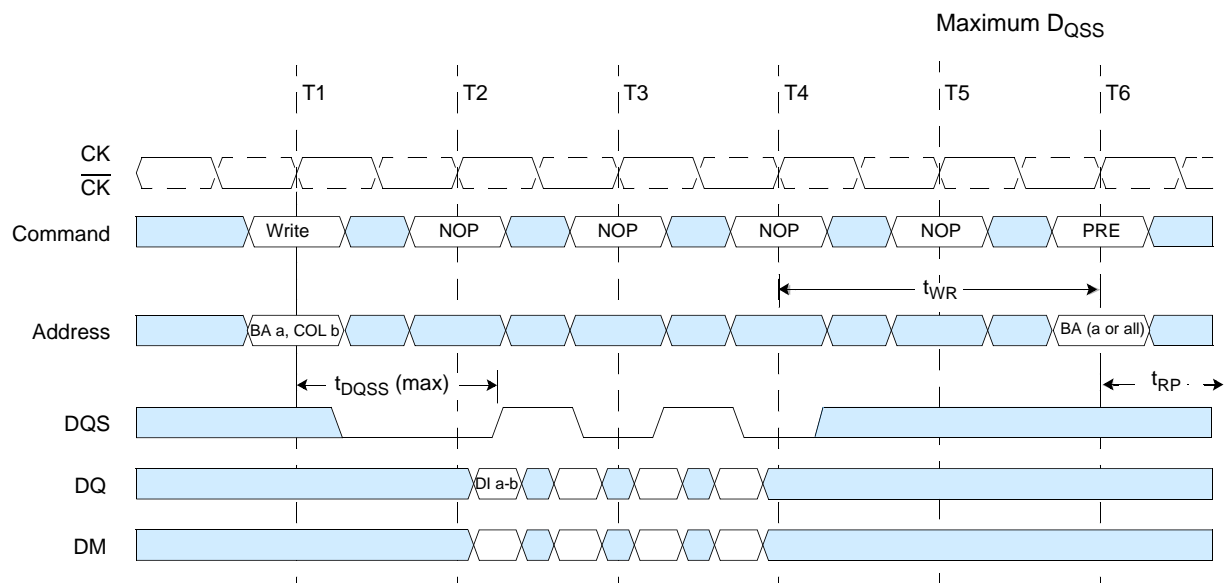 Maximum DQSS
T1 T2 T3 T4 T5 T6
CK
CK
Command Write NOP NOP NOP NOP PRE
tWR
Address BA a, COL b BA (a or all)
tDQSS (max) tRP
DQS
DQ DI a-b
DM